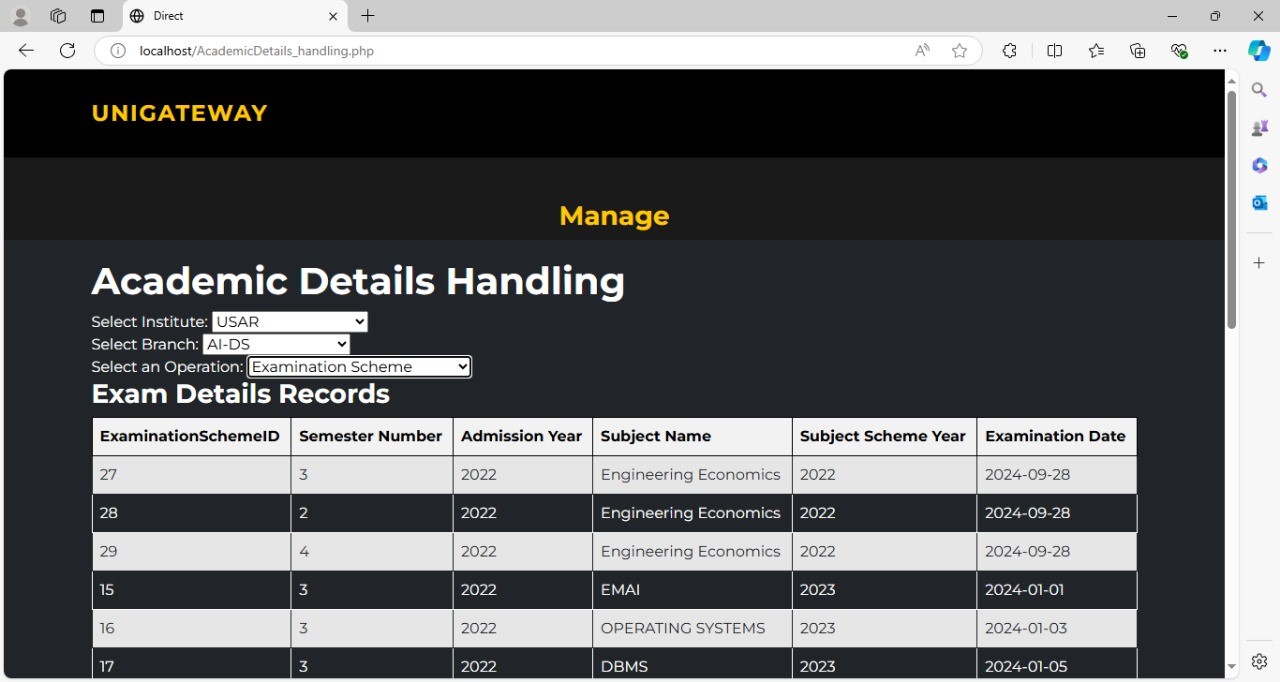 Direct
localhost/AcademicDetails_handling.php
UNIGATEWAY
Manage
Academic Details Handling
Select Institute: USAR
Select Branch: AI-DS
Select an Operation: Examination Scheme
Exam Details Records
ExaminationSchemeID Semester Number Admission Year Subject Name Subject Scheme Year Examination Date
27 3 2022 Engineering Economics 2022 2024-09-28
28 2 2022 Engineering Economics 2022 2024-09-28
29 4 2022 Engineering Economics 2022 2024-09-28
15 3 2022 EMAI 2023 2024-01-01
16 3 2022 OPERATING SYSTEMS 2023 2024-01-03
17 3 2022 DBMS 2023 2024-01-05